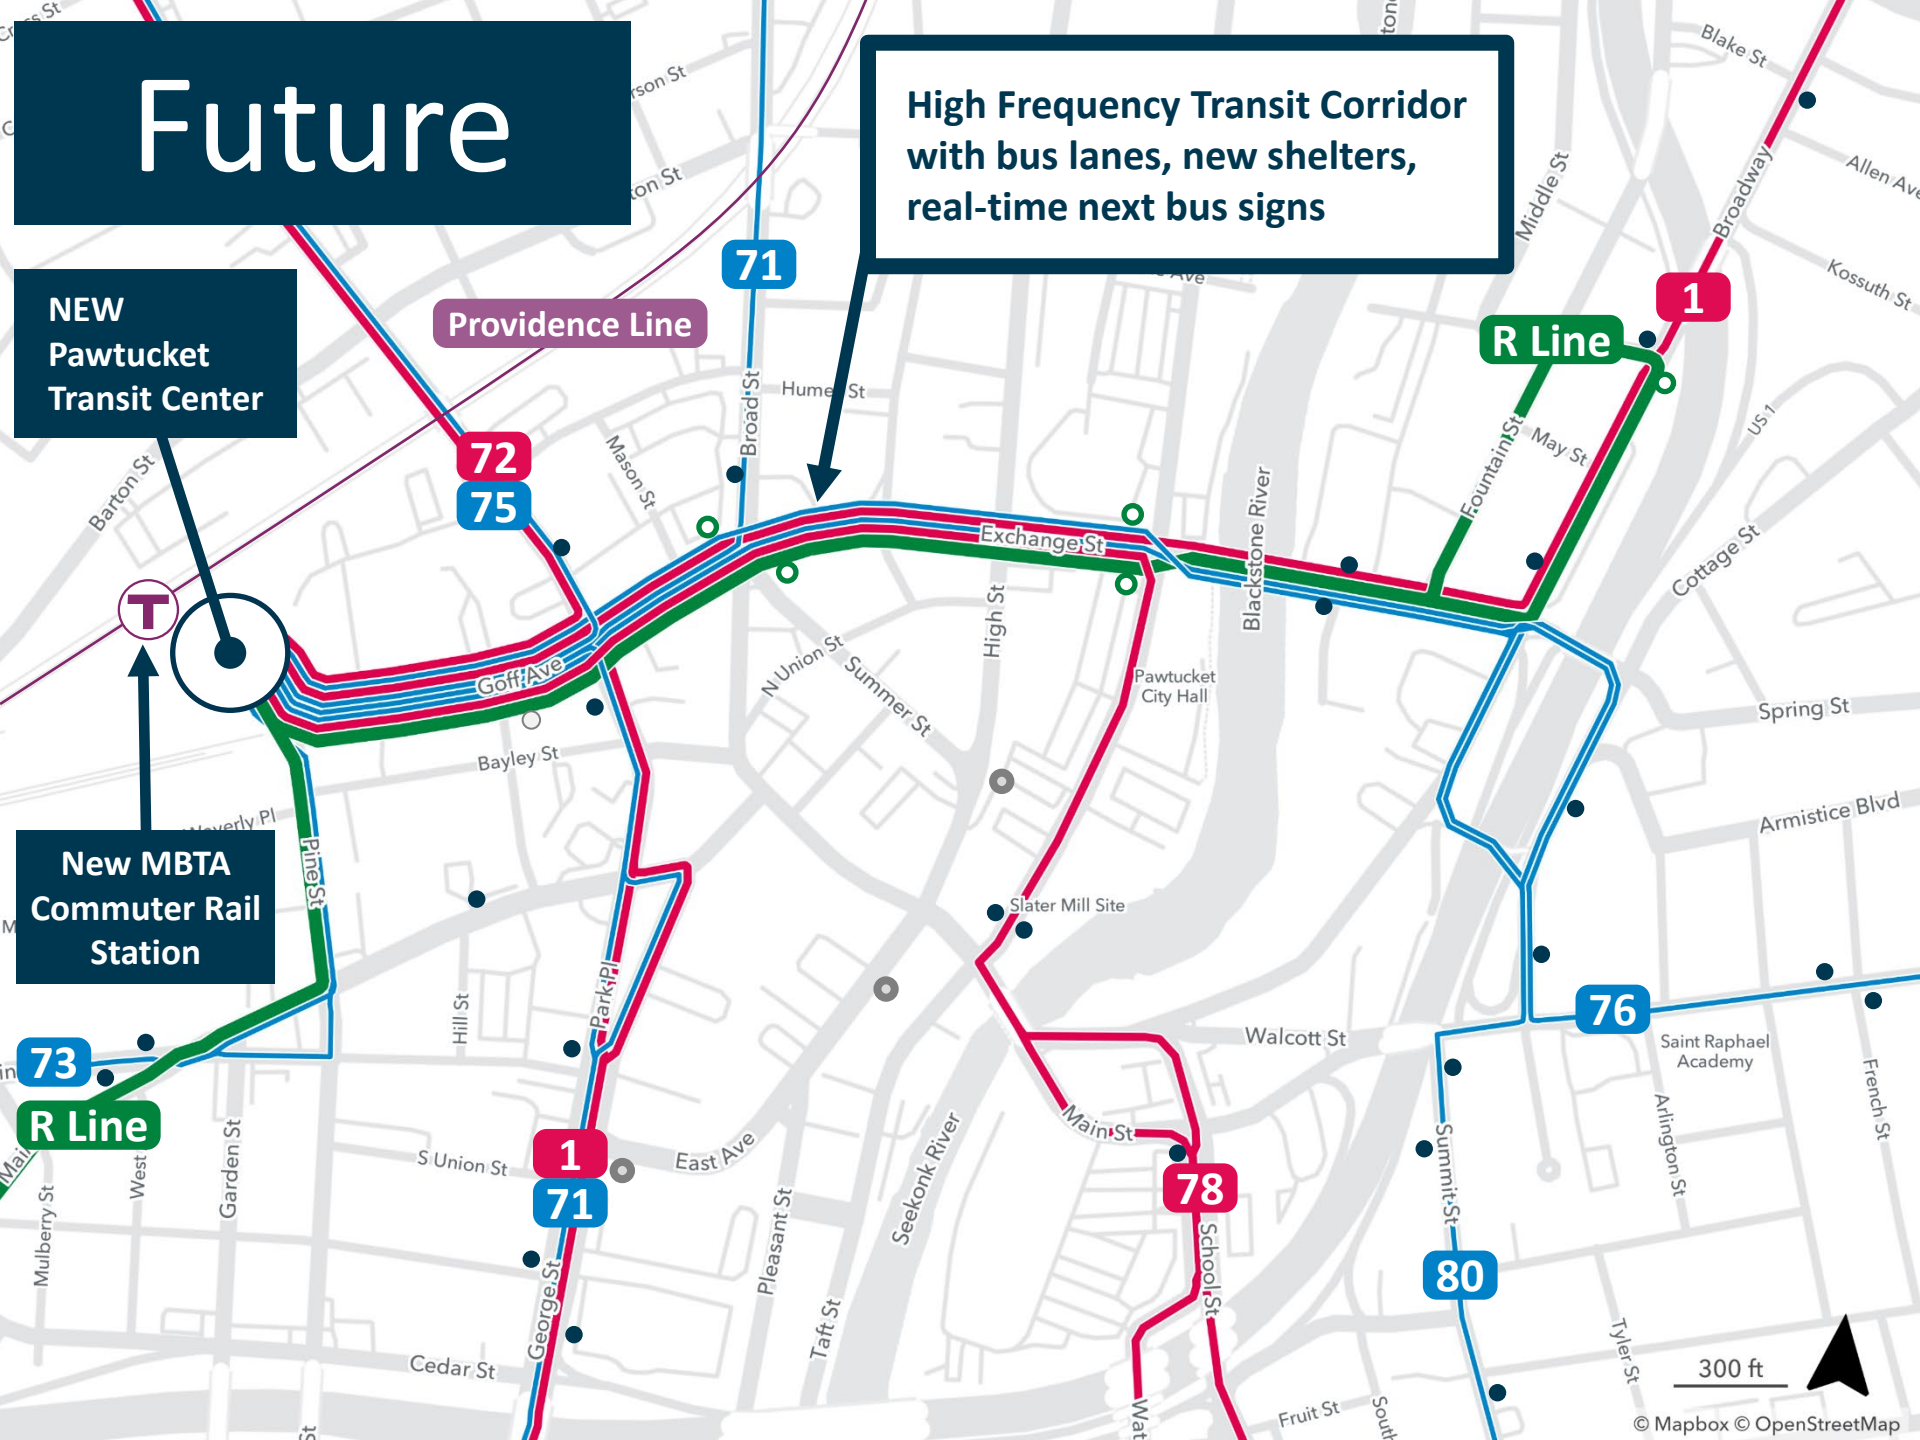 Future
High Frequency Transit Corridor
with bus lanes, new shelters,
real-time next bus signs
Blake St
Allen Ave
Middle St
Broadway
Kossuth St
71
1
NEW
Pawtucket
Transit Center
Providence Line
R Line
Broad St
Humes St
US 1
May St
Fountain St
72
75
Mason St
Barton St
Blackstone River
Exchange St
Cottage St
T
High St
N Union St
Summer St
Goff Ave
Pawtucket
City Hall
Spring St
Bayley St
Armistice Blvd
Waverly Pl
New MBTA
Commuter Rail
Station
Pine St
Slater Mill Site
Park Pl
Hill St
73
R Line
Walcott St
76
Saint Raphael
Academy
French St
Main St
Arlington St
Summit St
1
71
S Union St
East Ave
Seekonk River
78
School St
80
Mulberry St
West
Garden St
Pleasant St
Taft St
George St
Cedar St
Tyler St
Fruit St
South
300 ft
© Mapbox © OpenStreetMap